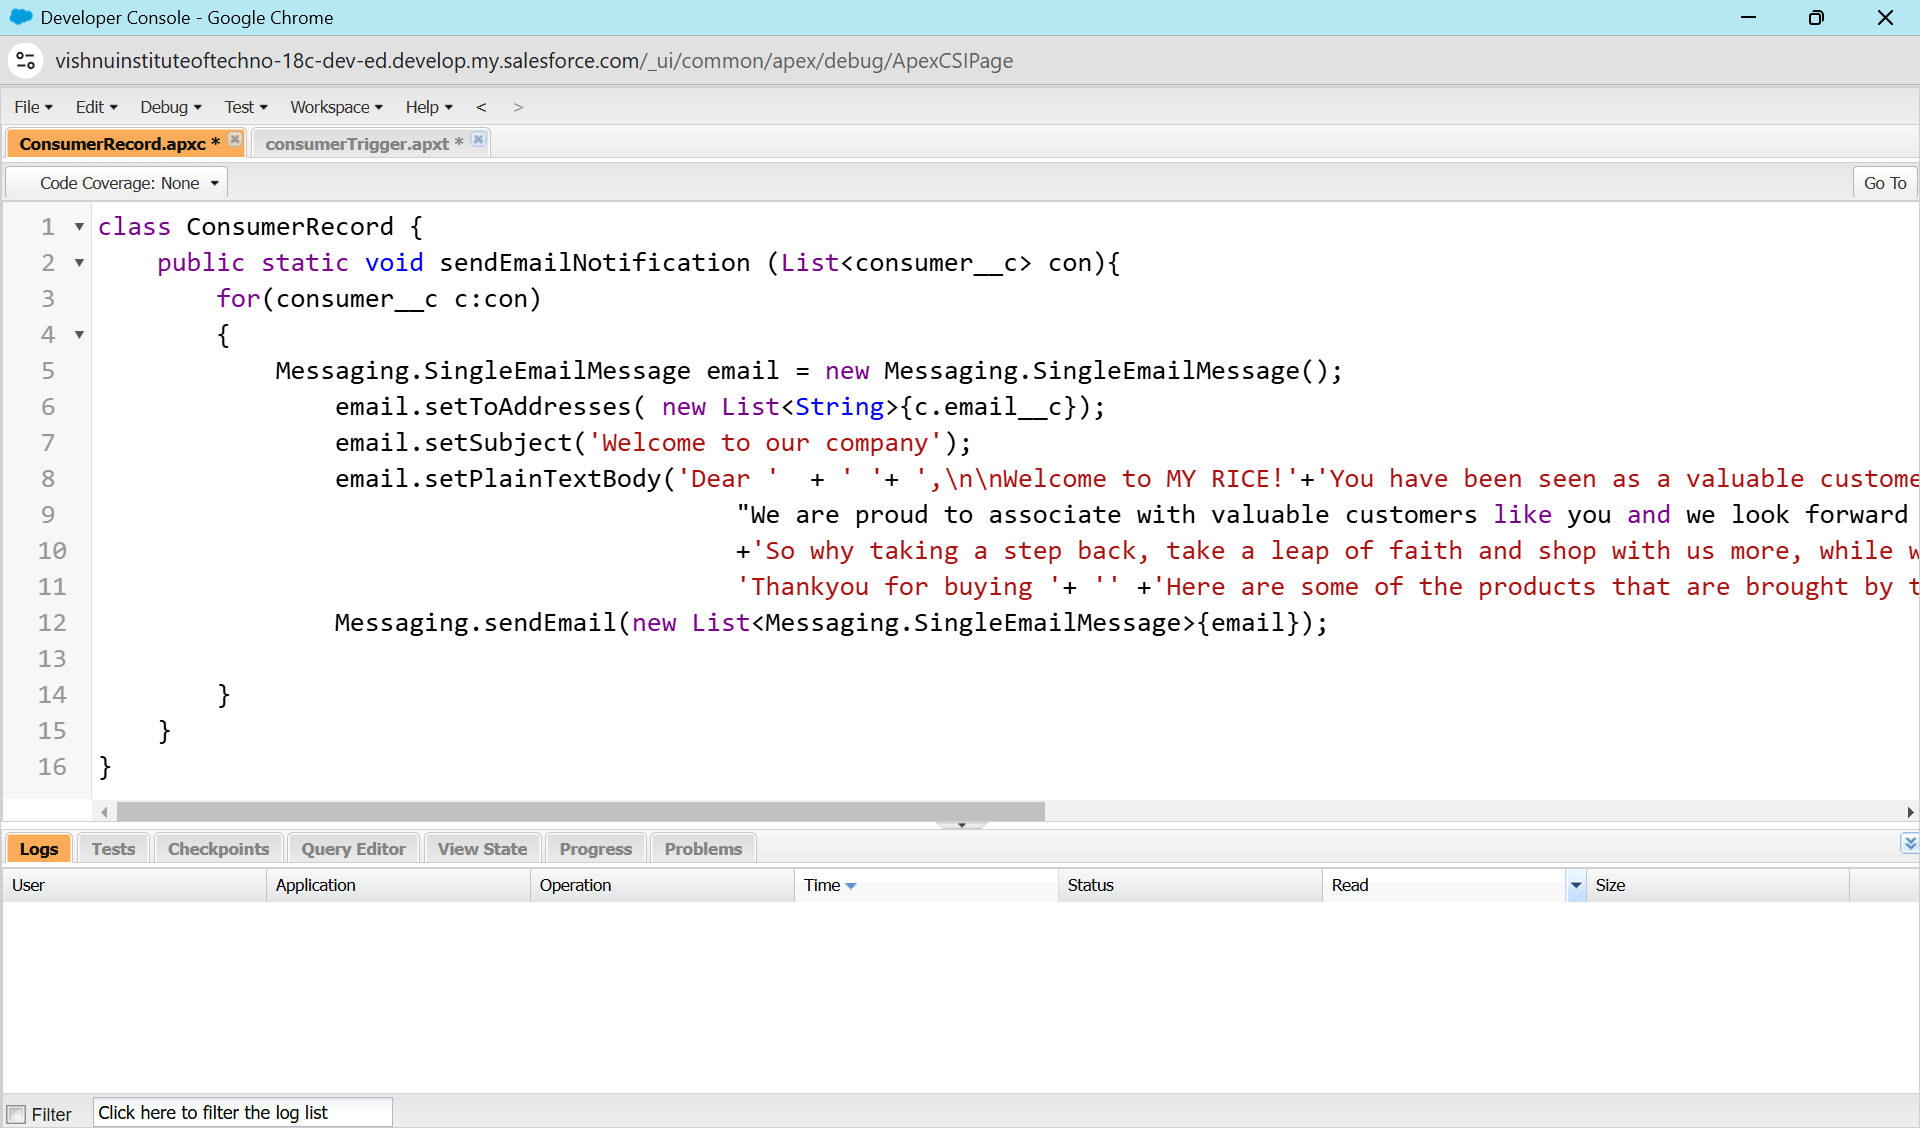 Developer Console - Google Chrome
vishnuinstituteoftechno-18c-dev-ed.develop.my.salesforce.com/_ui/common/apex/debug/ApexCSIPage
File Edit Debug Test Workspace Help < >
ConsumerRecord.apxc * consumerTrigger.apxt *
Code Coverage: None Go To
1 class ConsumerRecord {
2 public static void sendEmailNotification (List<consumer__c> con){
3 for(consumer__c c:con)
4 {
5 Messaging.SingleEmailMessage email = new Messaging.SingleEmailMessage();
6 email.setToAddresses( new List<String>{c.email__c});
7 email.setSubject('Welcome to our company');
8 email.setPlainTextBody('Dear ' + ' '+ ',\n\nWelcome to MY RICE!'+'You have been seen as a valuable custome
9 "We are proud to associate with valuable customers like you and we look forward
10 +'So why taking a step back, take a leap of faith and shop with us more, while w
11 'Thankyou for buying '+ '' +'Here are some of the products that are brought by t
12 Messaging.sendEmail(new List<Messaging.SingleEmailMessage>{email});
13
14 }
15 }
16 }
Logs Tests Checkpoints Query Editor View State Progress Problems
User Application Operation Time Status Read Size
Filter Click here to filter the log list